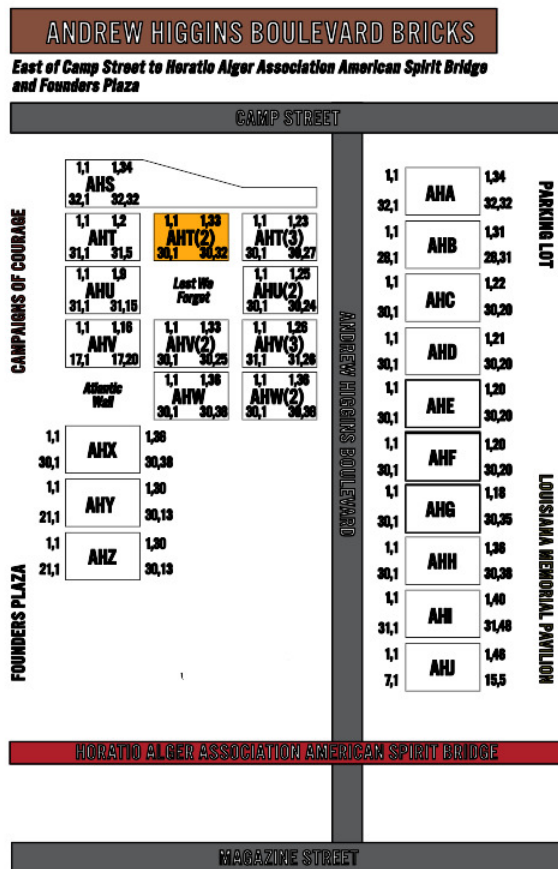 ANDREW HIGGINS BOULEVARD BRICKS
East of Camp Street to Horatio Alger Association American Spirit Bridge
and Founders Plaza
CAMP STREET
1,1 1,34
AHS
32,1 32,32
1,1 1,2
AHT
31,1 31,5
1,1 1,33
AHT(2)
30,1 30,32
1,1 1,23
AHT(3)
30,1 30,27
1,1 1,9
AHU
31,1 31,15
Lest We
Forget
1,1 1,25
AHU(2)
30,1 30,24
1,1 1,16
AHV
17,1 17,20
1,1 1,33
AHV(2)
30,1 30,25
1,1 1,26
AHV(3)
31,1 31,26
Atlantic
Wall
1,1 1,36
AHW
30,1 30,38
1,1 1,36
AHW(2)
30,1 30,38
1,1 1,36
AHX
30,1 30,38
1,1 1,30
AHY
21,1 30,13
1,1 1,30
AHZ
21,1 30,13
CAMPAIGNS OF COURAGE
FOUNDERS PLAZA
ANDREW HIGGINS BOULEVARD
1,1 1,34
AHA
32,1 32,32
1,1 1,31
AHB
28,1 28,31
1,1 1,22
AHC
30,1 30,20
1,1 1,21
AHD
30,1 30,20
1,1 1,20
AHE
30,1 30,20
1,1 1,20
AHF
30,1 30,20
1,1 1,18
AHG
30,1 30,35
1,1 1,36
AHH
30,1 30,38
1,1 1,40
AHI
31,1 31,48
1,1 1,46
AHJ
7,1 15,5
PARKING LOT
LOUISIANA MEMORIAL PAVILION
HORATIO ALGER ASSOCIATION AMERICAN SPIRIT BRIDGE
MAGAZINE STREET